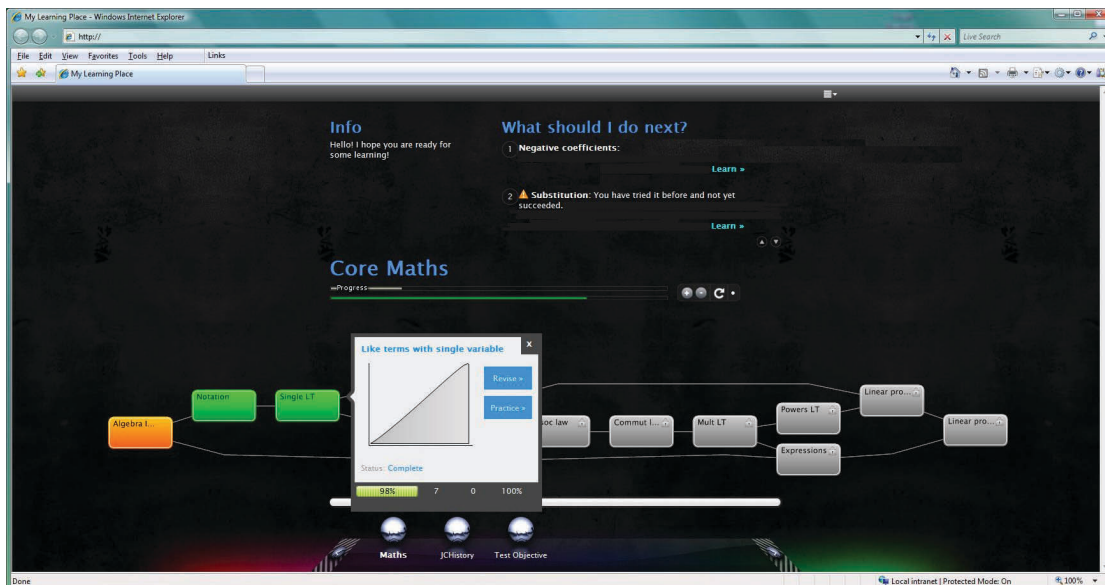 My Learning Place - Windows Internet Explorer
http://
Live Search
File Edit View Favorites Tools Help Links
My Learning Place
Info
Hello! I hope you are ready for
some learning!
What should I do next?
1 Negative coefficients:
Learn »
2 Substitution: You have tried it before and not yet
succeeded.
Learn »
Core Maths
Progress
Like terms with single variable
X
Revise »
Practice »
Status: Complete
98% 7 0 100%
Algebra I...
Notation
Single LT
soc law
Commut l...
Mult LT
Powers LT
Expressions
Linear pro...
Linear pro...
Maths JCHistory Test Objective
Done
Local intranet | Protected Mode: On
100%